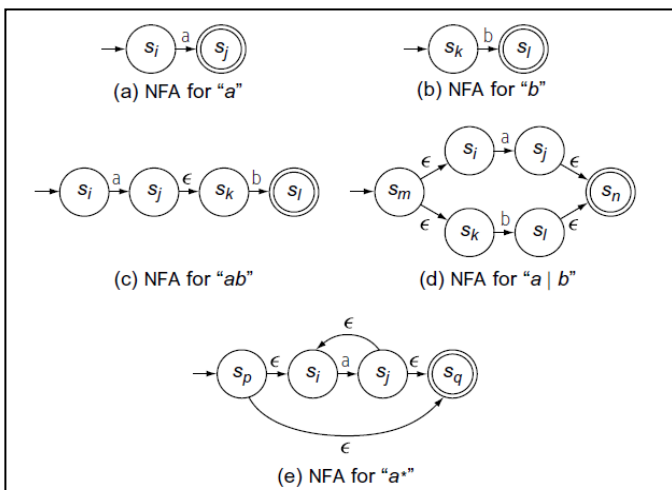 a b
s_i s_j s_k s_l
(a) NFA for “a” (b) NFA for “b”
a ϵ b
s_i s_j s_k s_l
(c) NFA for “ab”
ϵ a ϵ
s_i s_j
s_m s_n
ϵ b ϵ
s_k s_l
(d) NFA for “a | b”
ϵ
ϵ a ϵ
s_p s_i s_j s_q
ϵ
(e) NFA for “a*”